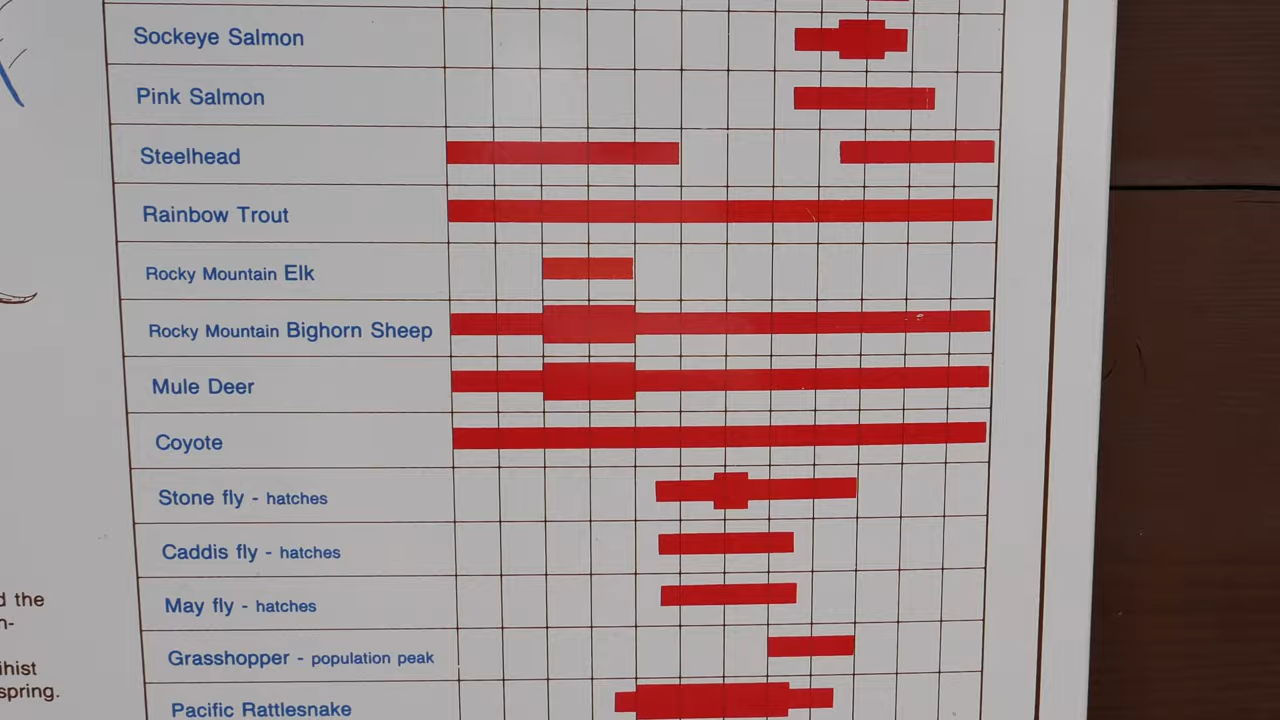 Sockeye Salmon
Pink Salmon
Steelhead
Rainbow Trout
Rocky Mountain Elk
Rocky Mountain Bighorn Sheep
Mule Deer
Coyote
Stone fly - hatches
Caddis fly - hatches
May fly - hatches
Grasshopper - population peak
Pacific Rattlesnake
d the
n-
ihist
spring.